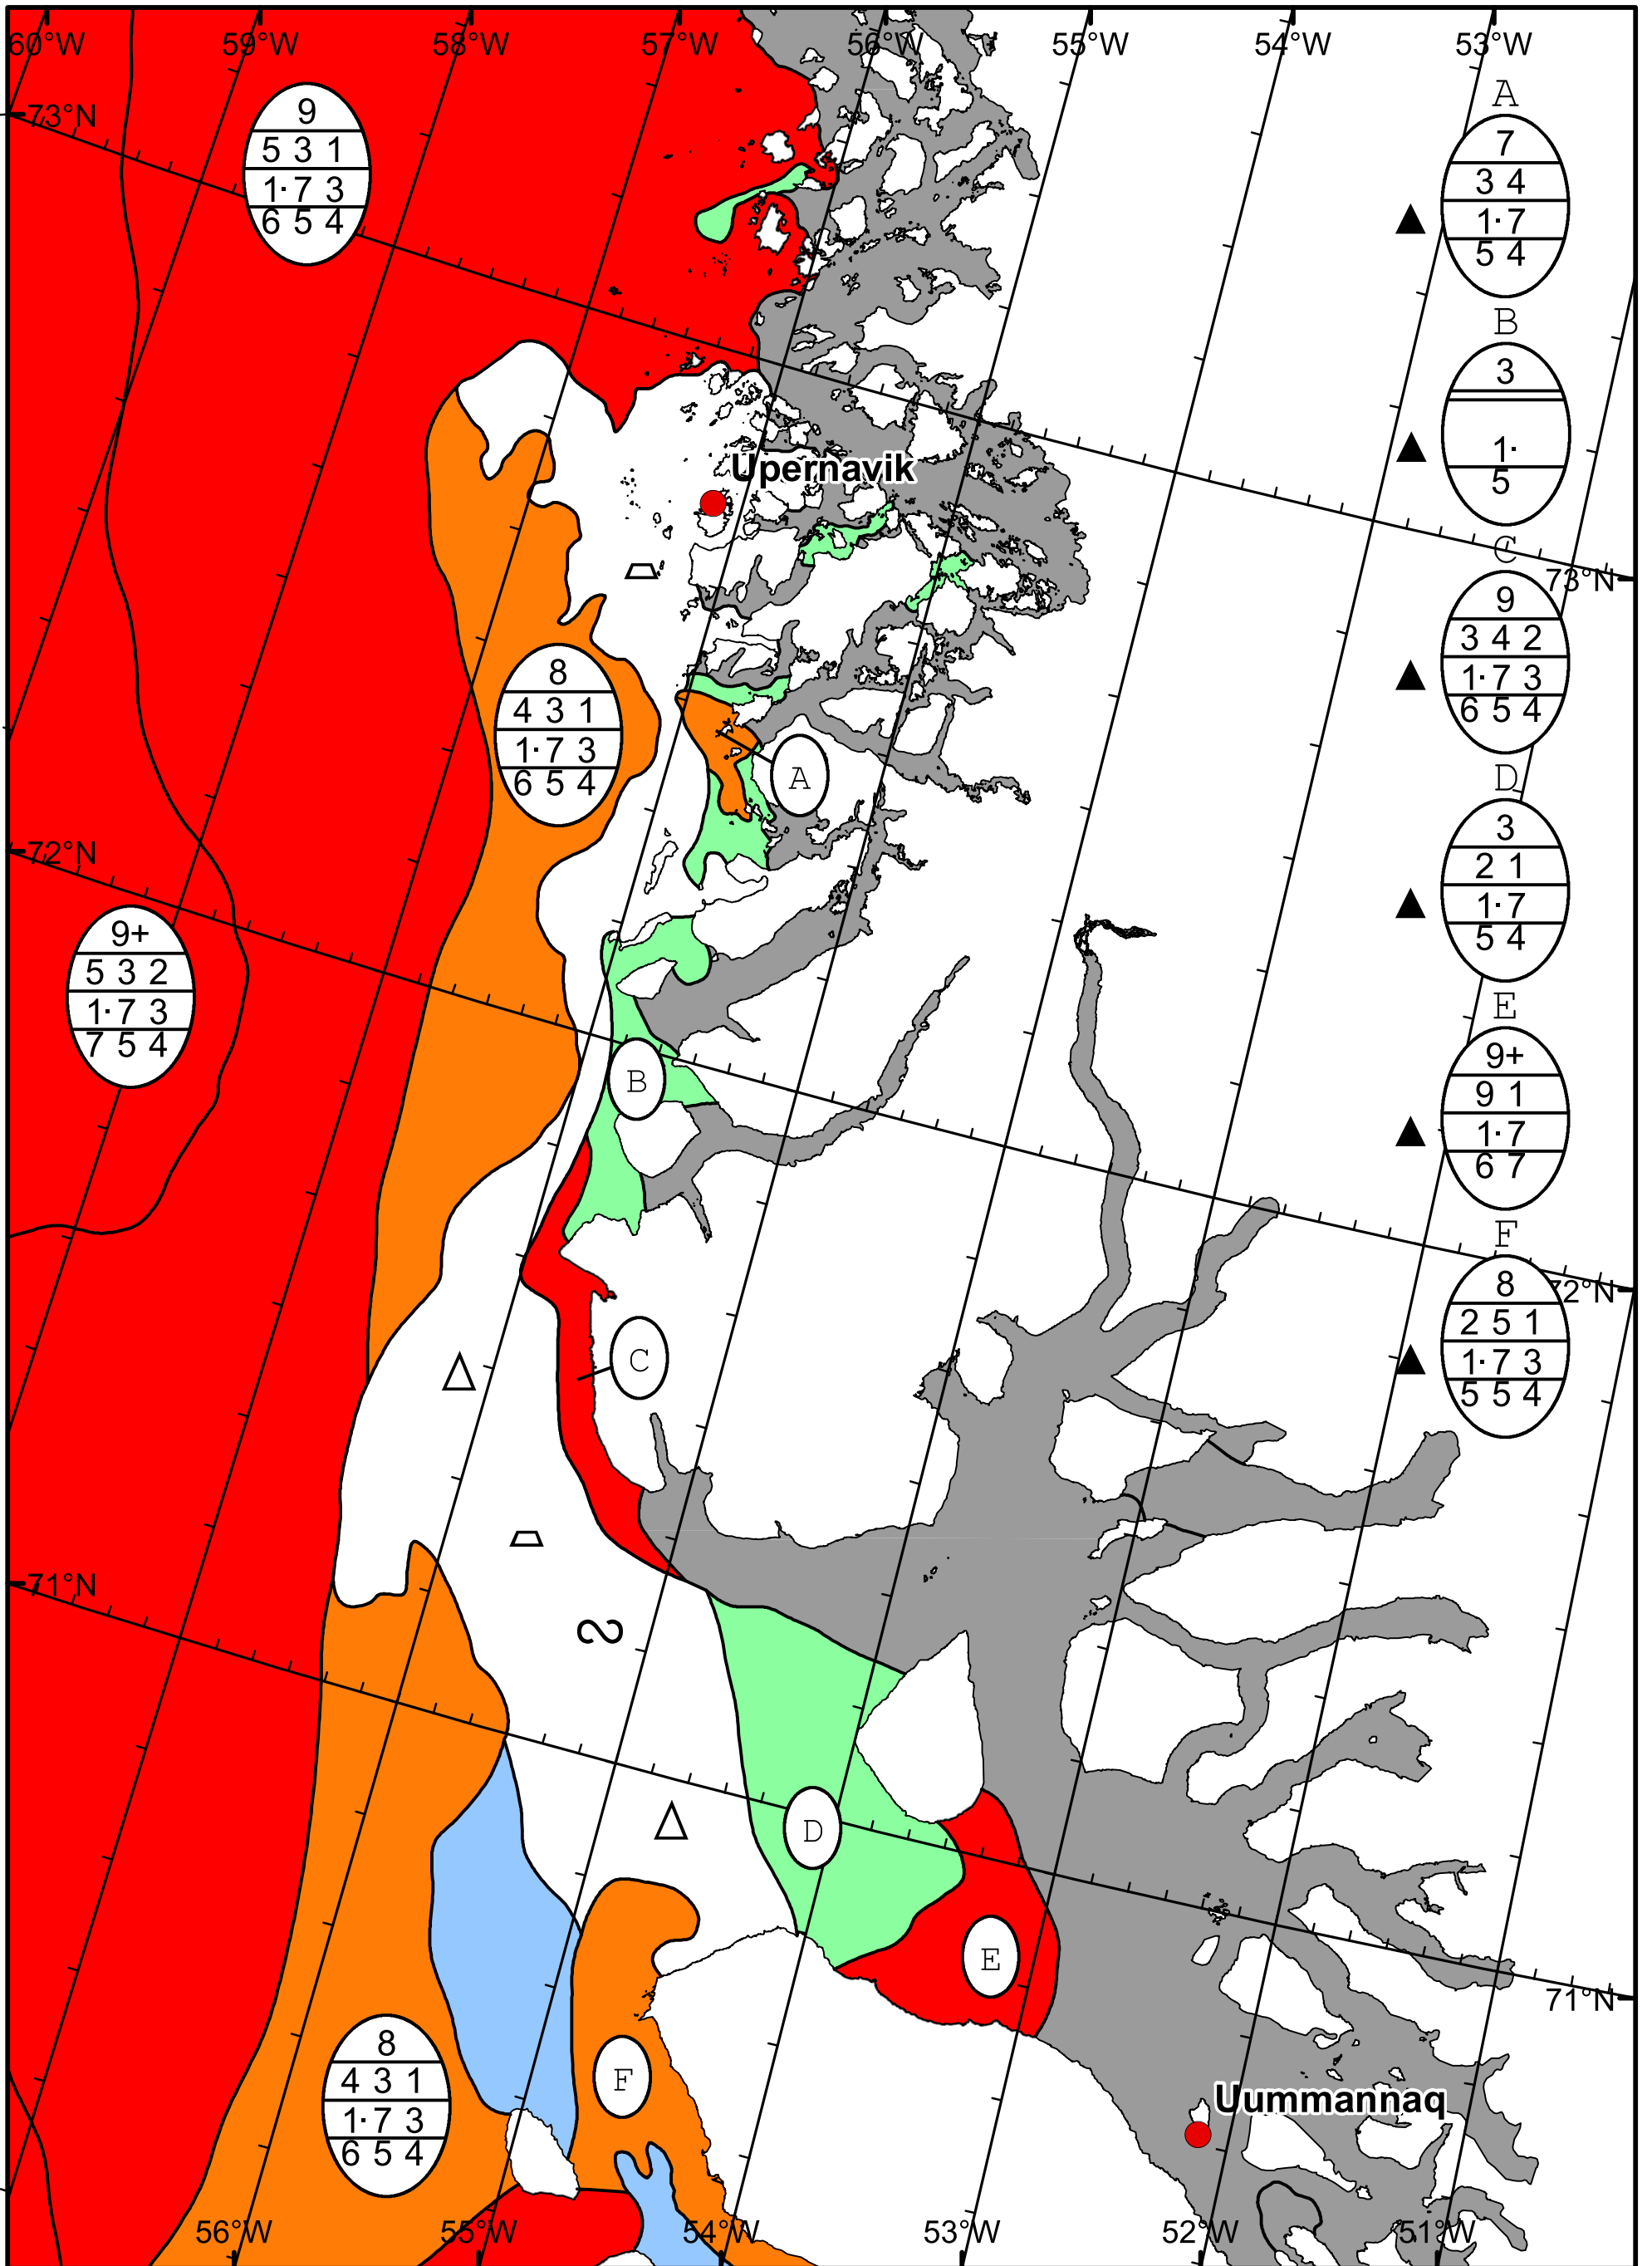 60°W 59°W 58°W 57°W 56°W 55°W 54°W 53°W
73°N
9
5 3 1
1· 7 3
6 5 4
A
7
3 4
1· 7
5 4
B
3
1·
5
Upernavik
C
73°N
9
3 4 2
1· 7 3
6 5 4
8
4 3 1
1· 7 3
6 5 4
A
D
3
2 1
1· 7
5 4
72°N
9+
5 3 2
1· 7 3
7 5 4
B
E
9+
9 1
1· 7
6 7
F
72°N
8
2 5 1
1· 7 3
5 5 4
C
71°N
D
E
71°N
8
4 3 1
1· 7 3
6 5 4
F
Uummannaq
56°W 55°W 54°W 53°W 52°W 51°W